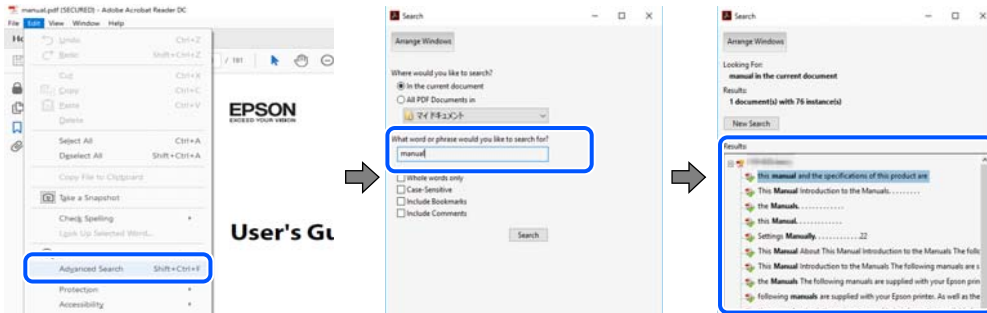 manual.pdf (SECURED) - Adobe Acrobat Reader DC
File Edit View Window Help
Undo Ctrl+Z
Redo Shift+Ctrl+Z
Cut Ctrl+X
Copy Ctrl+C
Paste Ctrl+V
Delete
Select All Ctrl+A
Deselect All Shift+Ctrl+A
Copy File to Clipboard
Take a Snapshot
Check Spelling
Look Up Selected Word...
Advanced Search Shift+Ctrl+F
Protection
Accessibility
/ 181
EPSON
EXCEED YOUR VISION
User's Gu
Search
Arrange Windows
Where would you like to search?
In the current document
All PDF Documents in
マイドキュメント
What word or phrase would you like to search for?
manual
Whole words only
Case-Sensitive
Include Bookmarks
Include Comments
Search
Search
Arrange Windows
Looking For:
manual in the current document
Results:
1 document(s) with 76 instance(s)
New Search
Results:
this manual and the specifications of this product are
This Manual Introduction to the Manuals. . . . . . . . .
the Manuals. . . . . . . . . . . . .
this Manual. . . . . . . . . . . . .
Settings Manually. . . . . . . . . . . . .22
This Manual About This Manual Introduction to the Manuals The follo
This Manual Introduction to the Manuals The following manuals are s
the Manuals The following manuals are supplied with your Epson prin
following manuals are supplied with your Epson printer. As well as the